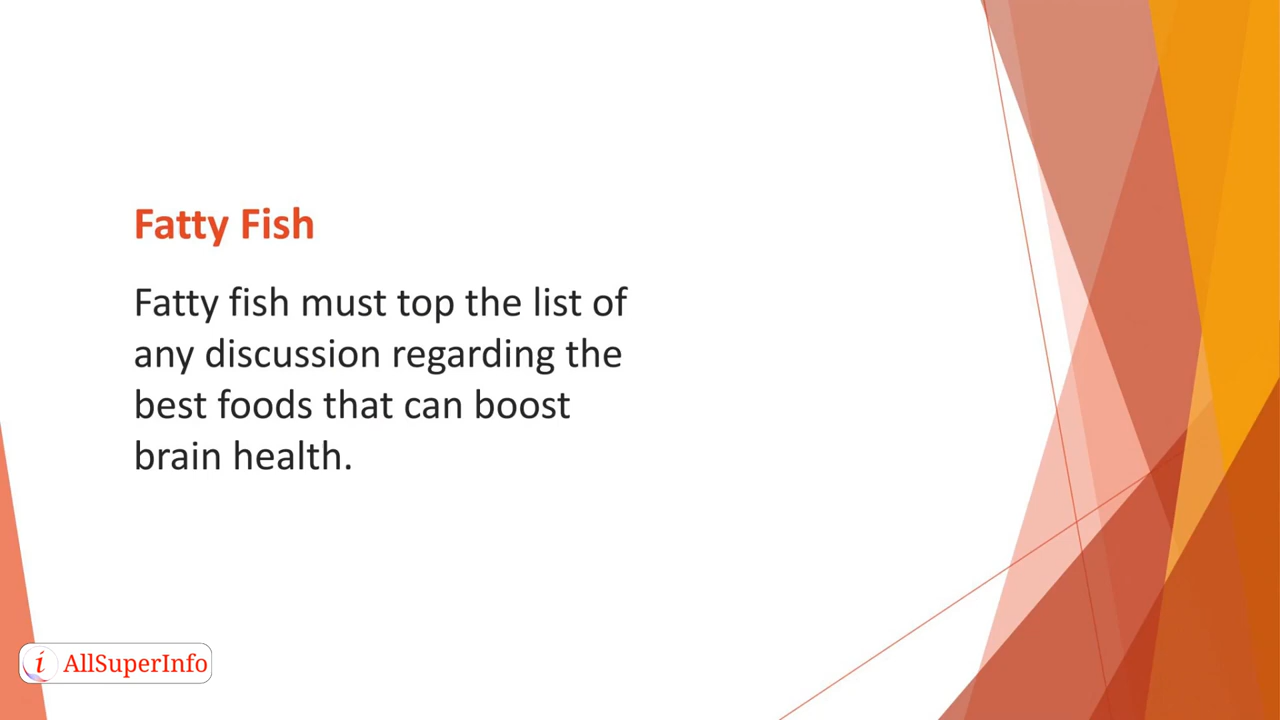 Fatty Fish
Fatty fish must top the list of
any discussion regarding the
best foods that can boost
brain health.
i AllSuperInfo